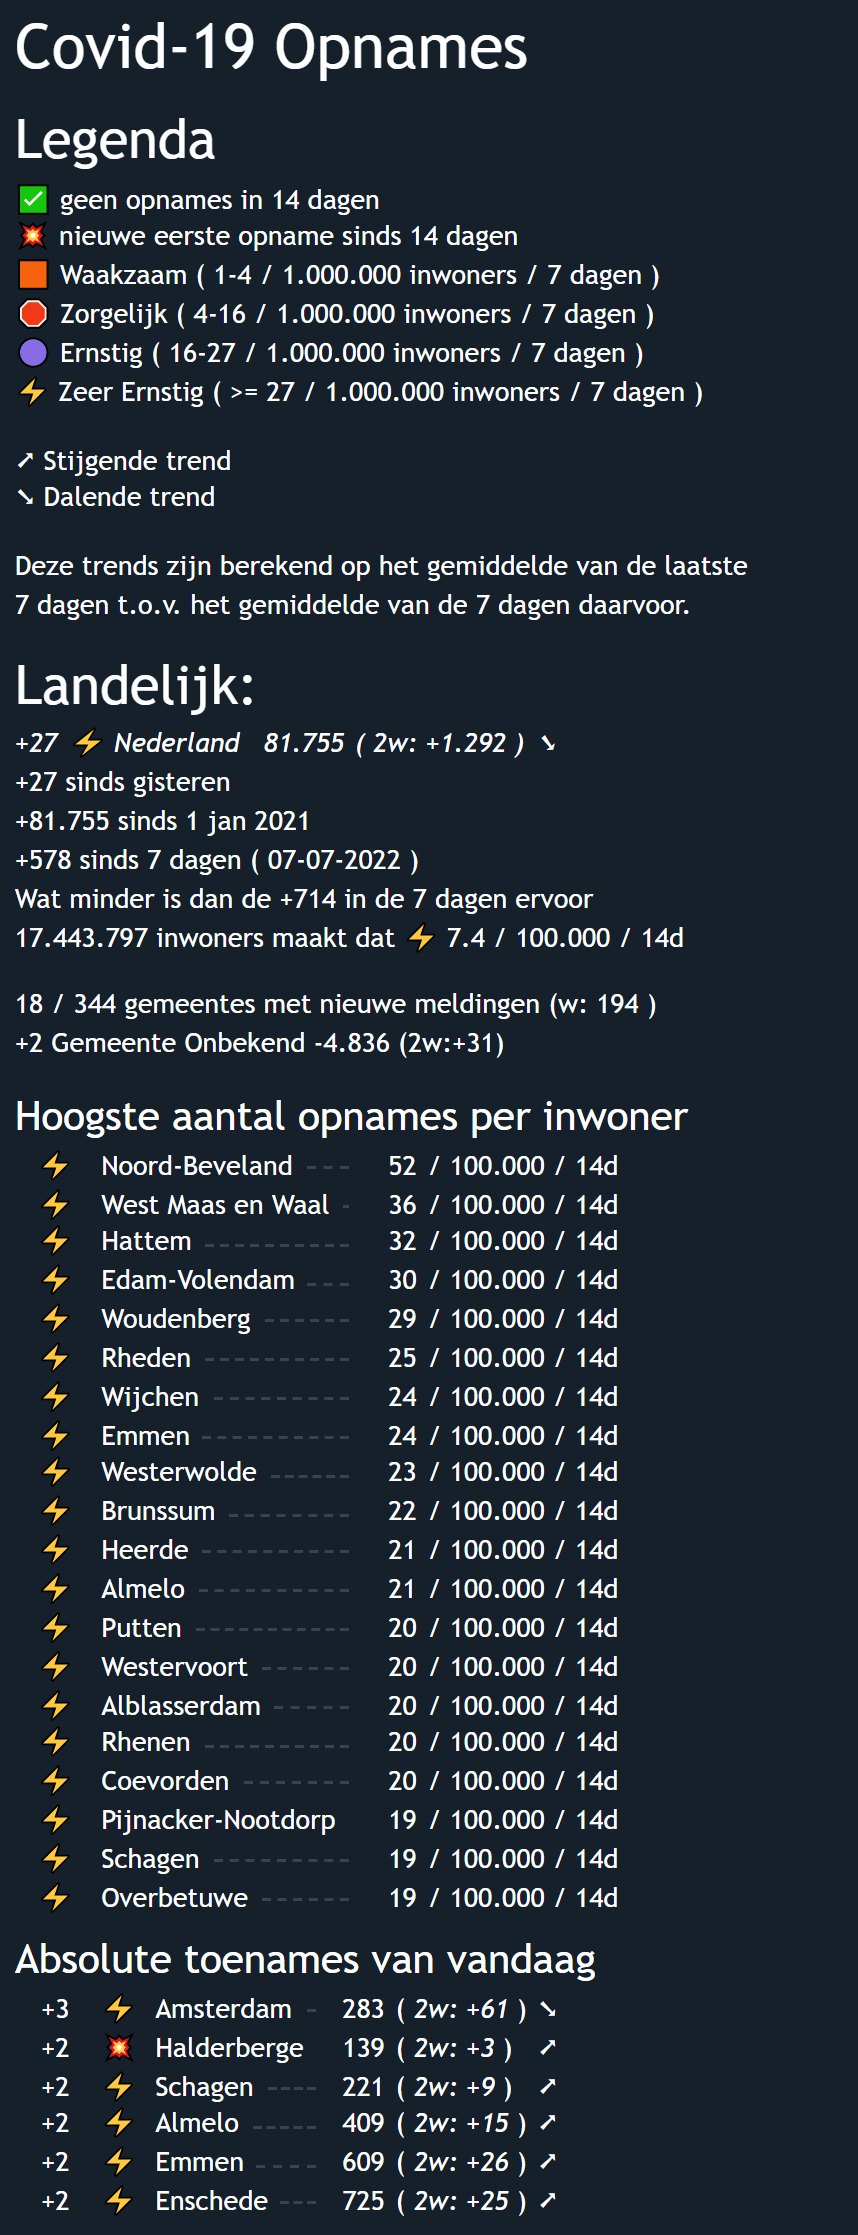 Covid-19 Opnames
Legenda
✅ geen opnames in 14 dagen
💥 nieuwe eerste opname sinds 14 dagen
🟧 Waakzaam ( 1-4 / 1.000.000 inwoners / 7 dagen )
🛑 Zorgelijk ( 4-16 / 1.000.000 inwoners / 7 dagen )
🟣 Ernstig ( 16-27 / 1.000.000 inwoners / 7 dagen )
⚡ Zeer Ernstig ( >= 27 / 1.000.000 inwoners / 7 dagen )
➚ Stijgende trend
➘ Dalende trend
Deze trends zijn berekend op het gemiddelde van de laatste
7 dagen t.o.v. het gemiddelde van de 7 dagen daarvoor.
Landelijk:
+27 ⚡ Nederland 81.755 ( 2w: +1.292 ) ➘
+27 sinds gisteren
+81.755 sinds 1 jan 2021
+578 sinds 7 dagen ( 07-07-2022 )
Wat minder is dan de +714 in de 7 dagen ervoor
17.443.797 inwoners maakt dat ⚡ 7.4 / 100.000 / 14d
18 / 344 gemeentes met nieuwe meldingen (w: 194 )
+2 Gemeente Onbekend -4.836 (2w:+31)
Hoogste aantal opnames per inwoner
⚡ Noord-Beveland --- 52 / 100.000 / 14d
⚡ West Maas en Waal - 36 / 100.000 / 14d
⚡ Hattem ---------- 32 / 100.000 / 14d
⚡ Edam-Volendam --- 30 / 100.000 / 14d
⚡ Woudenberg ------ 29 / 100.000 / 14d
⚡ Rheden ---------- 25 / 100.000 / 14d
⚡ Wijchen --------- 24 / 100.000 / 14d
⚡ Emmen ---------- 24 / 100.000 / 14d
⚡ Westerwolde ------ 23 / 100.000 / 14d
⚡ Brunssum -------- 22 / 100.000 / 14d
⚡ Heerde ---------- 21 / 100.000 / 14d
⚡ Almelo ---------- 21 / 100.000 / 14d
⚡ Putten ----------- 20 / 100.000 / 14d
⚡ Westervoort ------ 20 / 100.000 / 14d
⚡ Alblasserdam ----- 20 / 100.000 / 14d
⚡ Rhenen ---------- 20 / 100.000 / 14d
⚡ Coevorden ------- 20 / 100.000 / 14d
⚡ Pijnacker-Nootdorp 19 / 100.000 / 14d
⚡ Schagen --------- 19 / 100.000 / 14d
⚡ Overbetuwe ------ 19 / 100.000 / 14d
Absolute toenames van vandaag
+3 ⚡ Amsterdam - 283 ( 2w: +61 ) ➘
+2 💥 Halderberge 139 ( 2w: +3 ) ➚
+2 ⚡ Schagen ---- 221 ( 2w: +9 ) ➚
+2 ⚡ Almelo ----- 409 ( 2w: +15 ) ➚
+2 ⚡ Emmen ---- 609 ( 2w: +26 ) ➚
+2 ⚡ Enschede --- 725 ( 2w: +25 ) ➚